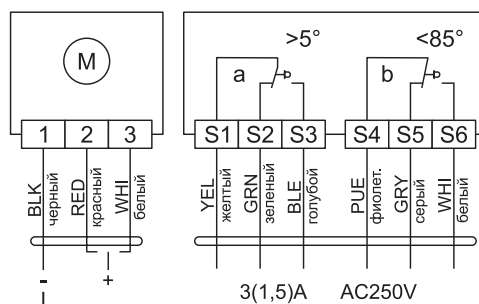 M
1 2 3
BLK
черный
RED
красный
WHI
белый
- +
>5° <85°
a b
S1 S2 S3 S4 S5 S6
YEL
желтый
GRN
зеленый
BLE
голубой
PUE
фиолет.
GRY
серый
WHI
белый
3(1,5)A AC250V